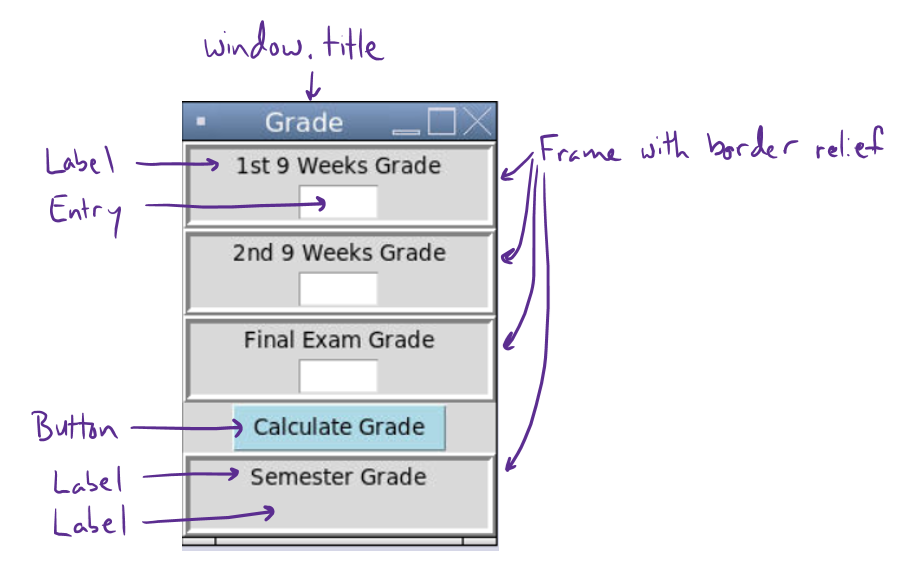 window.title
Grade
Label
1st 9 Weeks Grade
Frame with border relief
Entry
2nd 9 Weeks Grade
Final Exam Grade
Button
Calculate Grade
Label
Semester Grade
Label